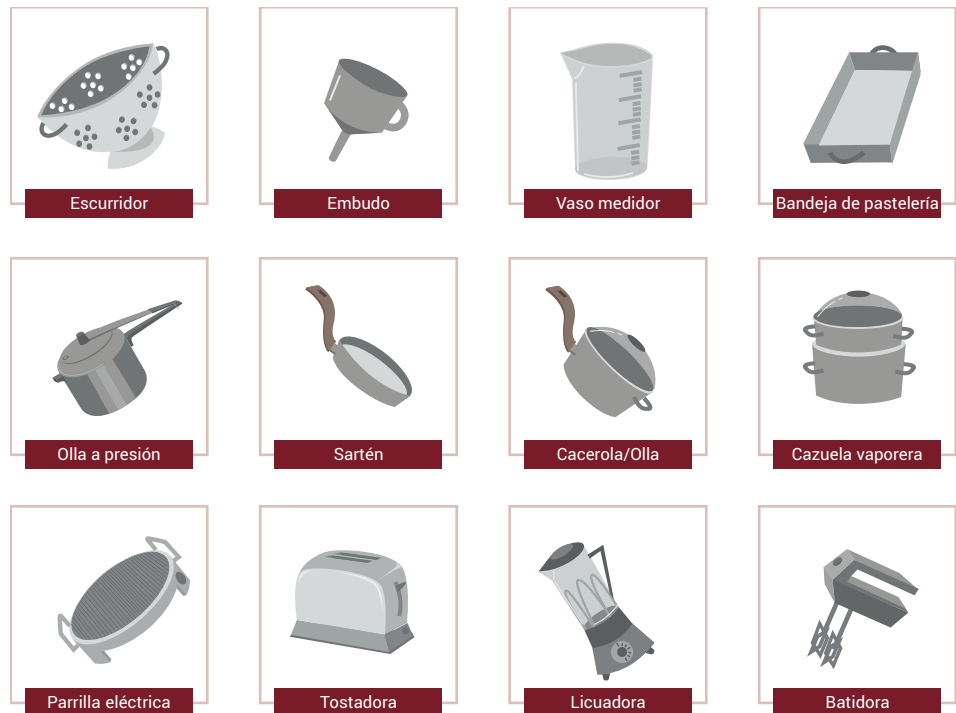 Escurridor
Embudo
Vaso medidor
Bandeja de pastelería
Olla a presión
Sartén
Cacerola/Olla
Cazuela vaporera
Parrilla eléctrica
Tostadora
Licuadora
Batidora